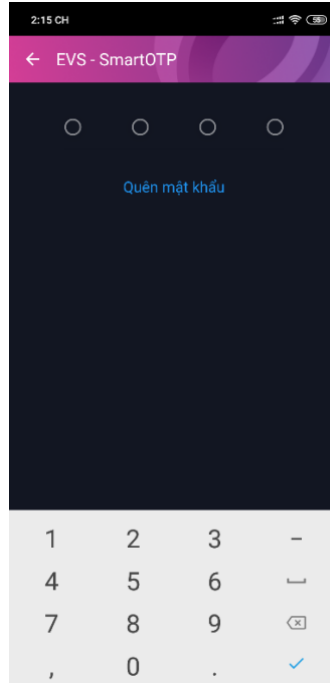 2:15 CH
55
EVS - SmartOTP
Quên mật khẩu
1 2 3 -
4 5 6
7 8 9
, 0 .